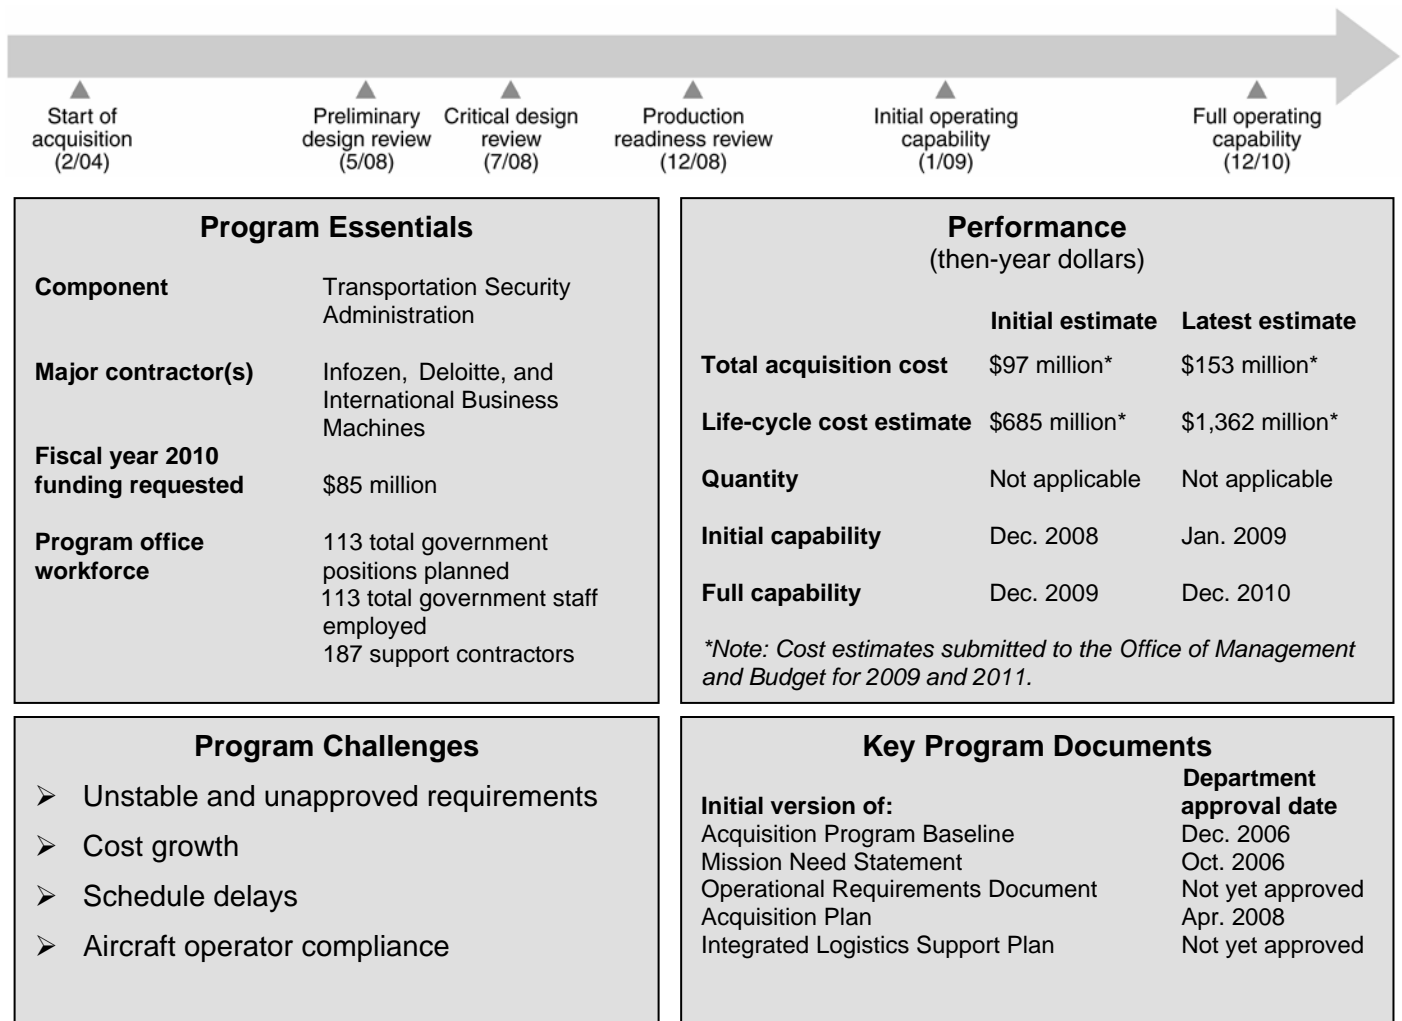 Start of
acquisition
(2/04)
Preliminary
design review
(5/08)
Critical design
review
(7/08)
Production
readiness review
(12/08)
Initial operating
capability
(1/09)
Full operating
capability
(12/10)
Program Essentials
Component
Transportation Security
Administration
Major contractor(s)
Infozen, Deloitte, and
International Business
Machines
Fiscal year 2010
funding requested
$85 million
Program office
workforce
113 total government
positions planned
113 total government staff
employed
187 support contractors
Performance
(then-year dollars)
Initial estimate Latest estimate
Total acquisition cost $97 million* $153 million*
Life-cycle cost estimate $685 million* $1,362 million*
Quantity Not applicable Not applicable
Initial capability Dec. 2008 Jan. 2009
Full capability Dec. 2009 Dec. 2010
*Note: Cost estimates submitted to the Office of Management
and Budget for 2009 and 2011.
Program Challenges
➢ Unstable and unapproved requirements
➢ Cost growth
➢ Schedule delays
➢ Aircraft operator compliance
Key Program Documents
Department
Initial version of: approval date
Acquisition Program Baseline Dec. 2006
Mission Need Statement Oct. 2006
Operational Requirements Document Not yet approved
Acquisition Plan Apr. 2008
Integrated Logistics Support Plan Not yet approved